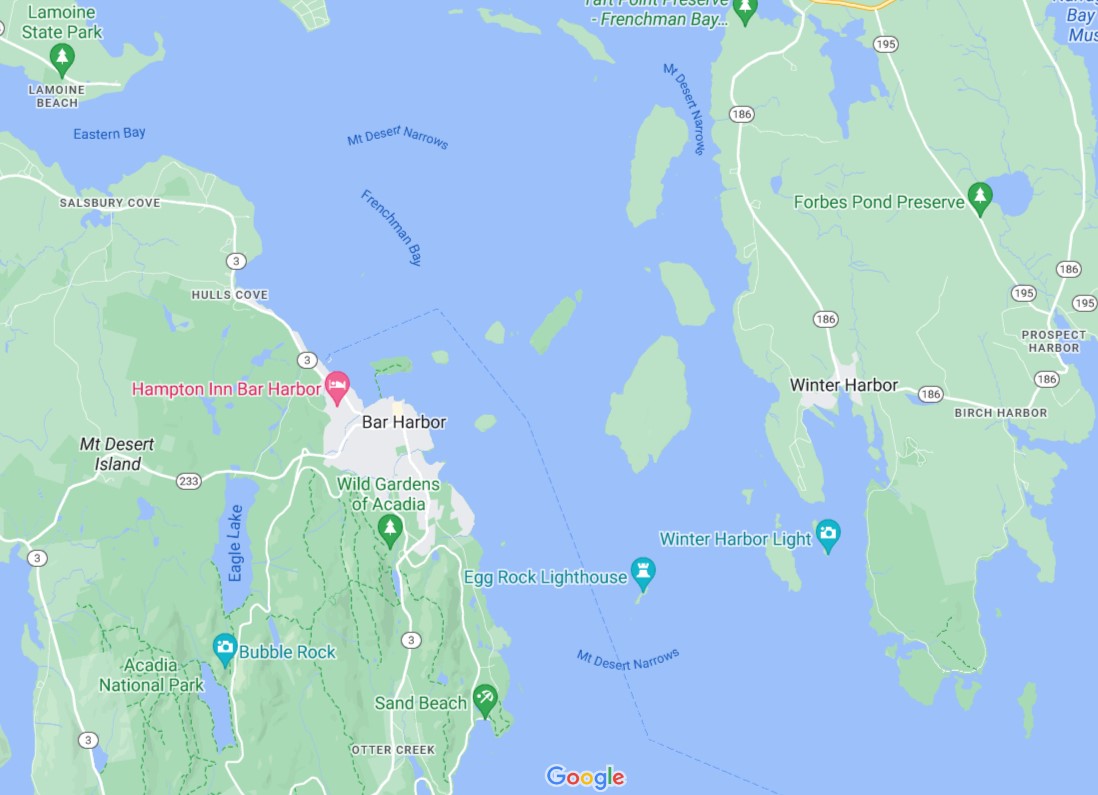 Lamoine
State Park
LAMOINE
BEACH
Eastern Bay
Mt Desert Narrows
Frenchman Bay
- Frenchman Bay...
Mt Desert Narrows
195
Bay
186
SALSBURY COVE
Forbes Pond Preserve
3
HULLS COVE
186
195
195
186
PROSPECT
HARBOR
3
Hampton Inn Bar Harbor
Bar Harbor
Winter Harbor
186
186
BIRCH HARBOR
Mt Desert
Island
233
Wild Gardens
of Acadia
Eagle Lake
3
Winter Harbor Light
Egg Rock Lighthouse
3
Bubble Rock
Mt Desert Narrows
Acadia
National Park
Sand Beach
3
OTTER CREEK
Google